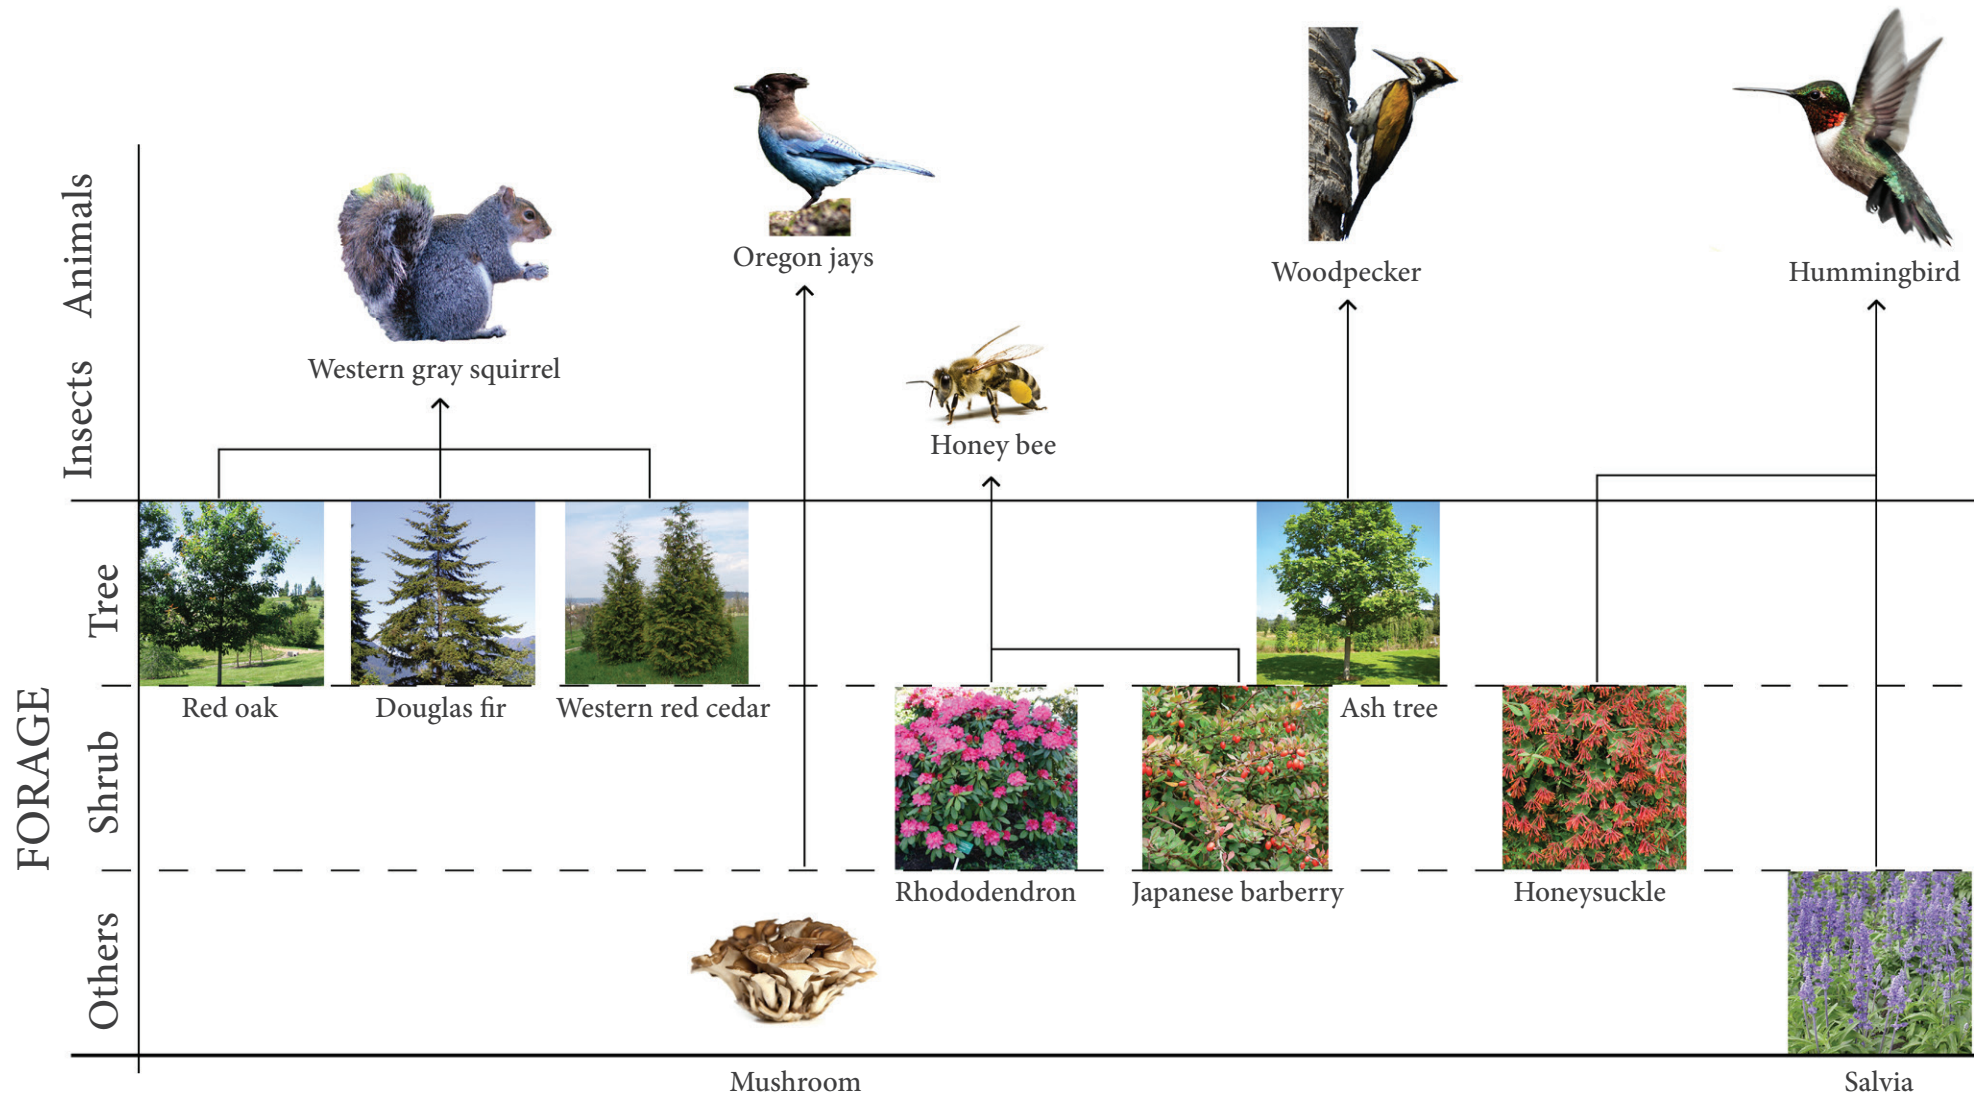 Animals
Insects
FORAGE
Tree
Shrub
Others
Oregon jays
Woodpecker
Hummingbird
Western gray squirrel
Honey bee
Red oak
Douglas fir
Western red cedar
Ash tree
Rhododendron
Japanese barberry
Honeysuckle
Mushroom
Salvia